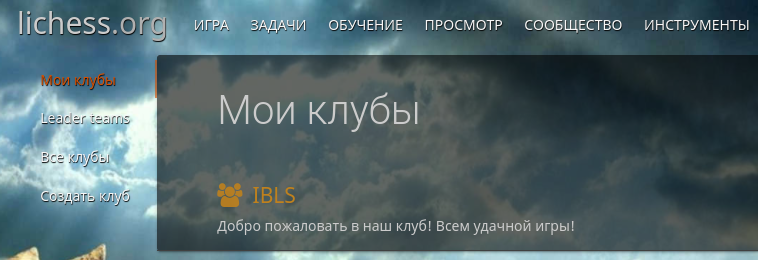 lichess.org ИГРА ЗАДАЧИ ОБУЧЕНИЕ ПРОСМОТР СООБЩЕСТВО ИНСТРУМЕНТЫ
Мои клубы
Leader teams
Все клубы
Создать клуб
Мои клубы
IBLS
Добро пожаловать в наш клуб! Всем удачной игры!